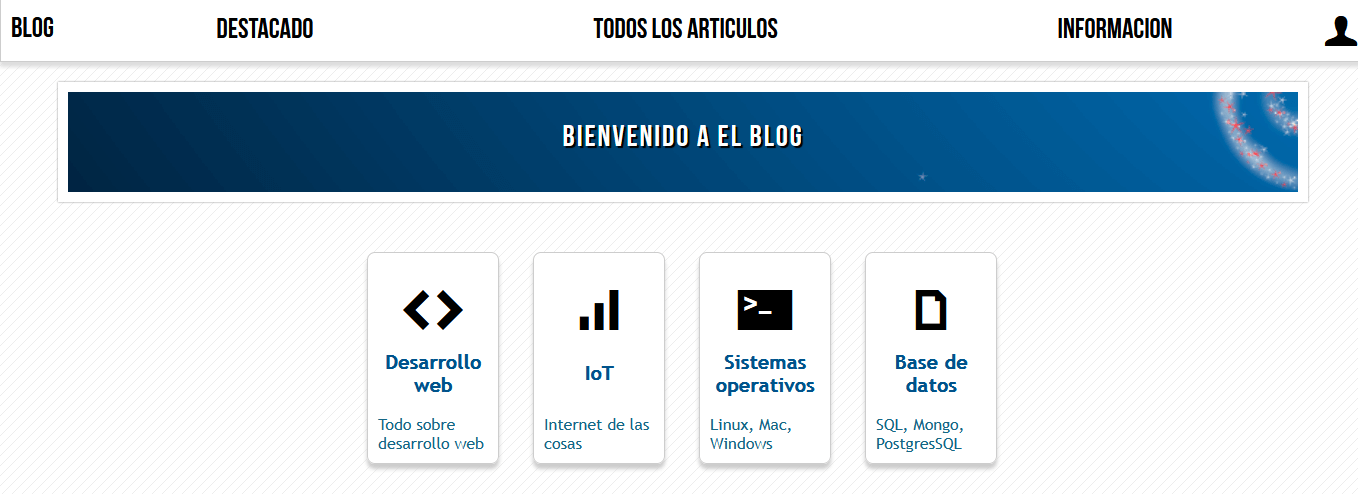 BLOG DESTACADO TODOS LOS ARTICULOS INFORMACION
BIENVENIDO A EL BLOG
>_
Desarrollo
web
Todo sobre
desarrollo web
IoT
Internet de las
cosas
Sistemas
operativos
Linux, Mac,
Windows
Base de
datos
SQL, Mongo,
PostgresSQL